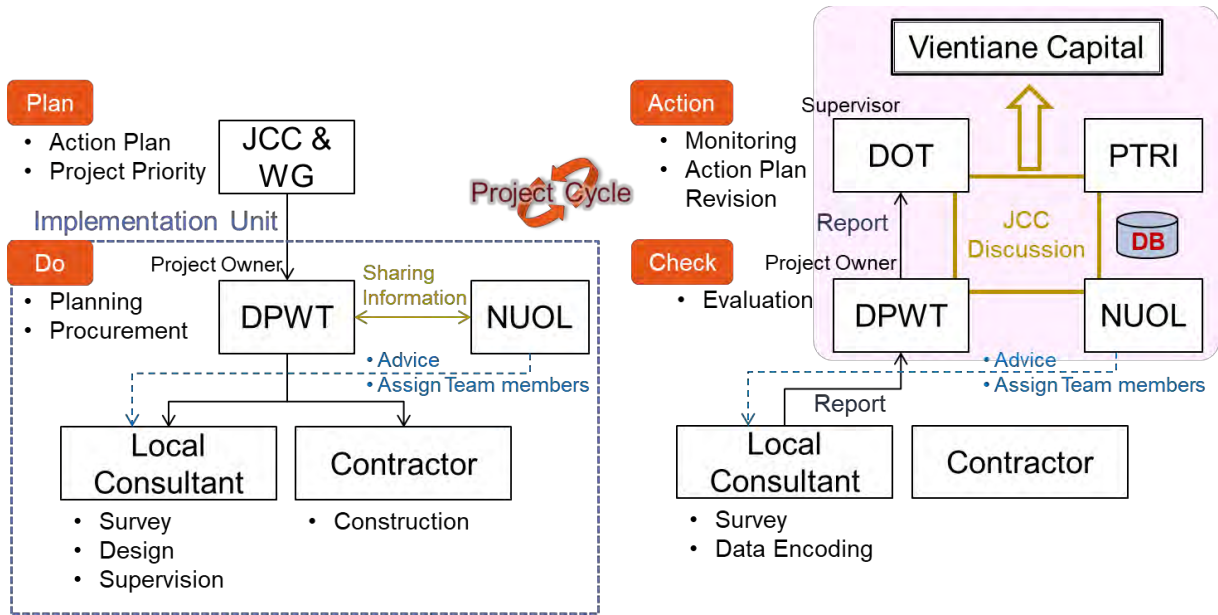 Plan
• Action Plan
• Project Priority
JCC &
WG
Implementation Unit
Project Cycle
Do
• Planning
• Procurement
Project Owner
DPWT
Sharing
Information
NUOL
• Advice
• Assign Team members
Local
Consultant
Contractor
• Survey
• Design
• Supervision
• Construction
Vientiane Capital
Action
• Monitoring
• Action Plan
Revision
Supervisor
DOT
PTRI
Report
JCC
Discussion
DB
Check
• Evaluation
Project Owner
DPWT
NUOL
• Advice
• Assign Team members
Report
Local
Consultant
Contractor
• Survey
• Data Encoding